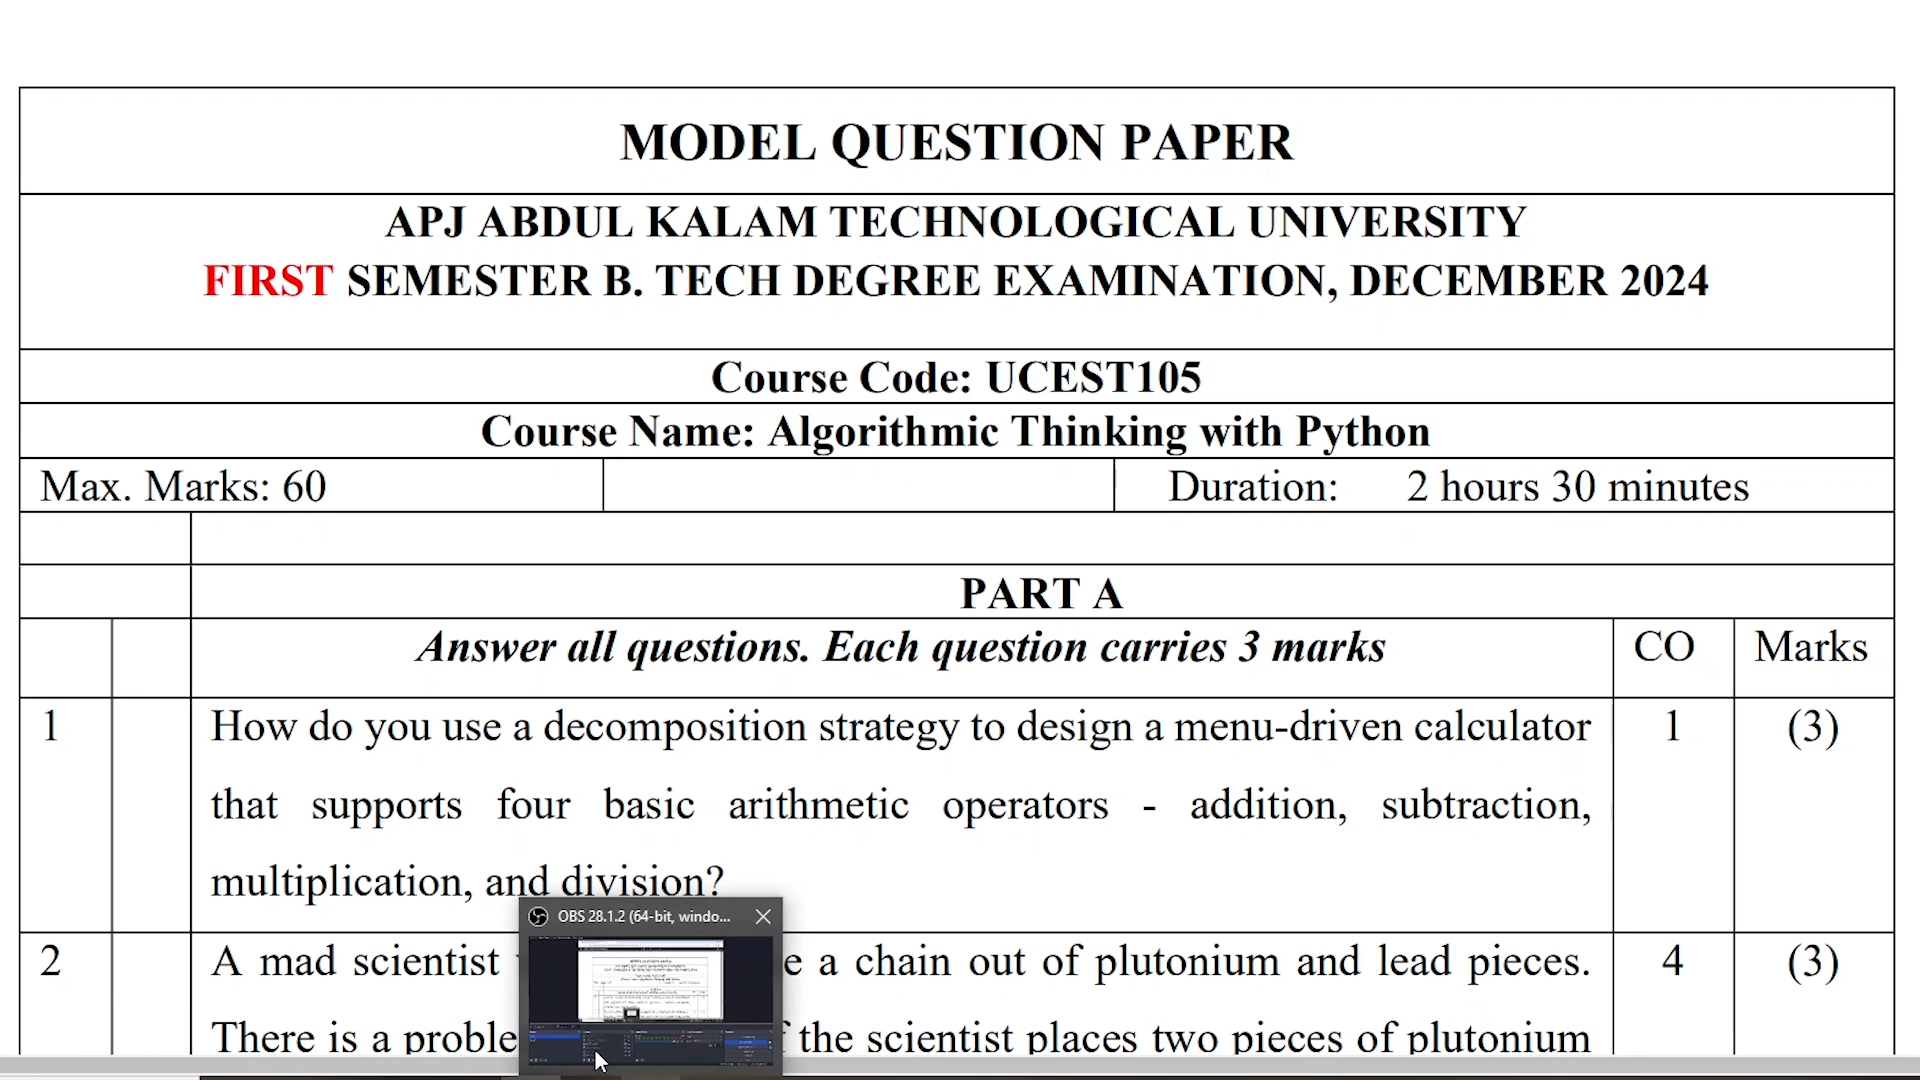 MODEL QUESTION PAPER
APJ ABDUL KALAM TECHNOLOGICAL UNIVERSITY
FIRST SEMESTER B. TECH DEGREE EXAMINATION, DECEMBER 2024
Course Code: UCEST105
Course Name: Algorithmic Thinking with Python
Max. Marks: 60 Duration: 2 hours 30 minutes
PART A
Answer all questions. Each question carries 3 marks CO Marks
1 How do you use a decomposition strategy to design a menu-driven calculator 1 (3)
that supports four basic arithmetic operators - addition, subtraction,
multiplication, and division?
OBS 28.1.2 (64-bit, windo...
2 A mad scientist e a chain out of plutonium and lead pieces. 4 (3)
There is a proble f the scientist places two pieces of plutonium